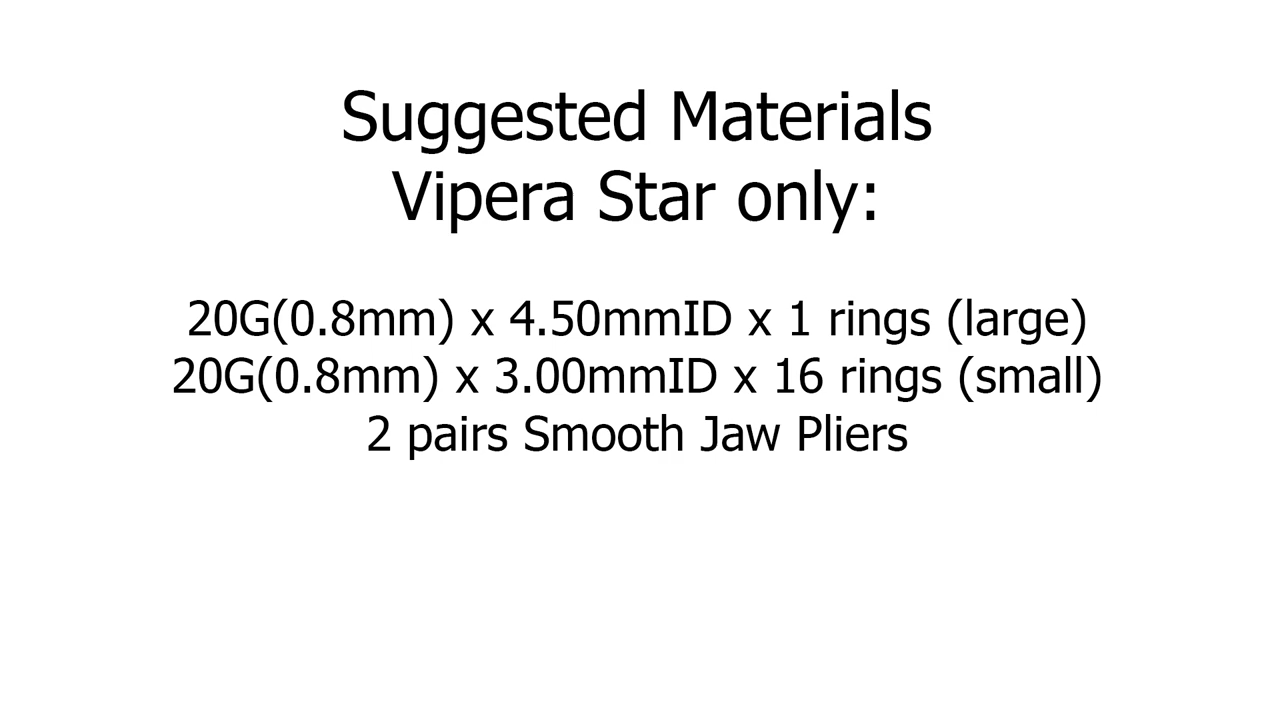 Suggested Materials
Vipera Star only:
20G(0.8mm) x 4.50mmID x 1 rings (large)
20G(0.8mm) x 3.00mmID x 16 rings (small)
2 pairs Smooth Jaw Pliers